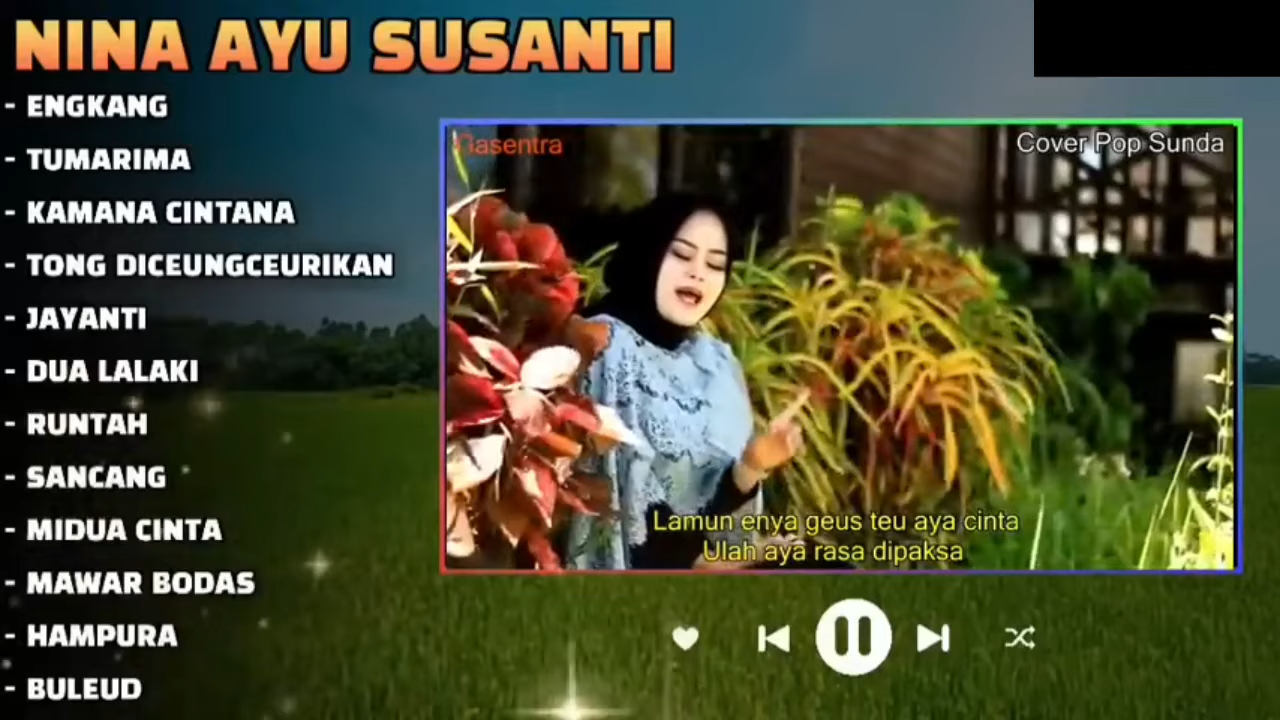 NINA AYU SUSANTI
- ENGKANG
- TUMARIMA
- KAMANA CINTANA
- TONG DICEUNGCEURIKAN
- JAYANTI
- DUA LALAKI
- RUNTAH
- SANCANG
- MIDUA CINTA
- MAWAR BODAS
- HAMPURA
- BULEUD
Gasentra
Cover Pop Sunda
Lamun enya geus teu aya cinta
Ulah aya rasa dipaksa